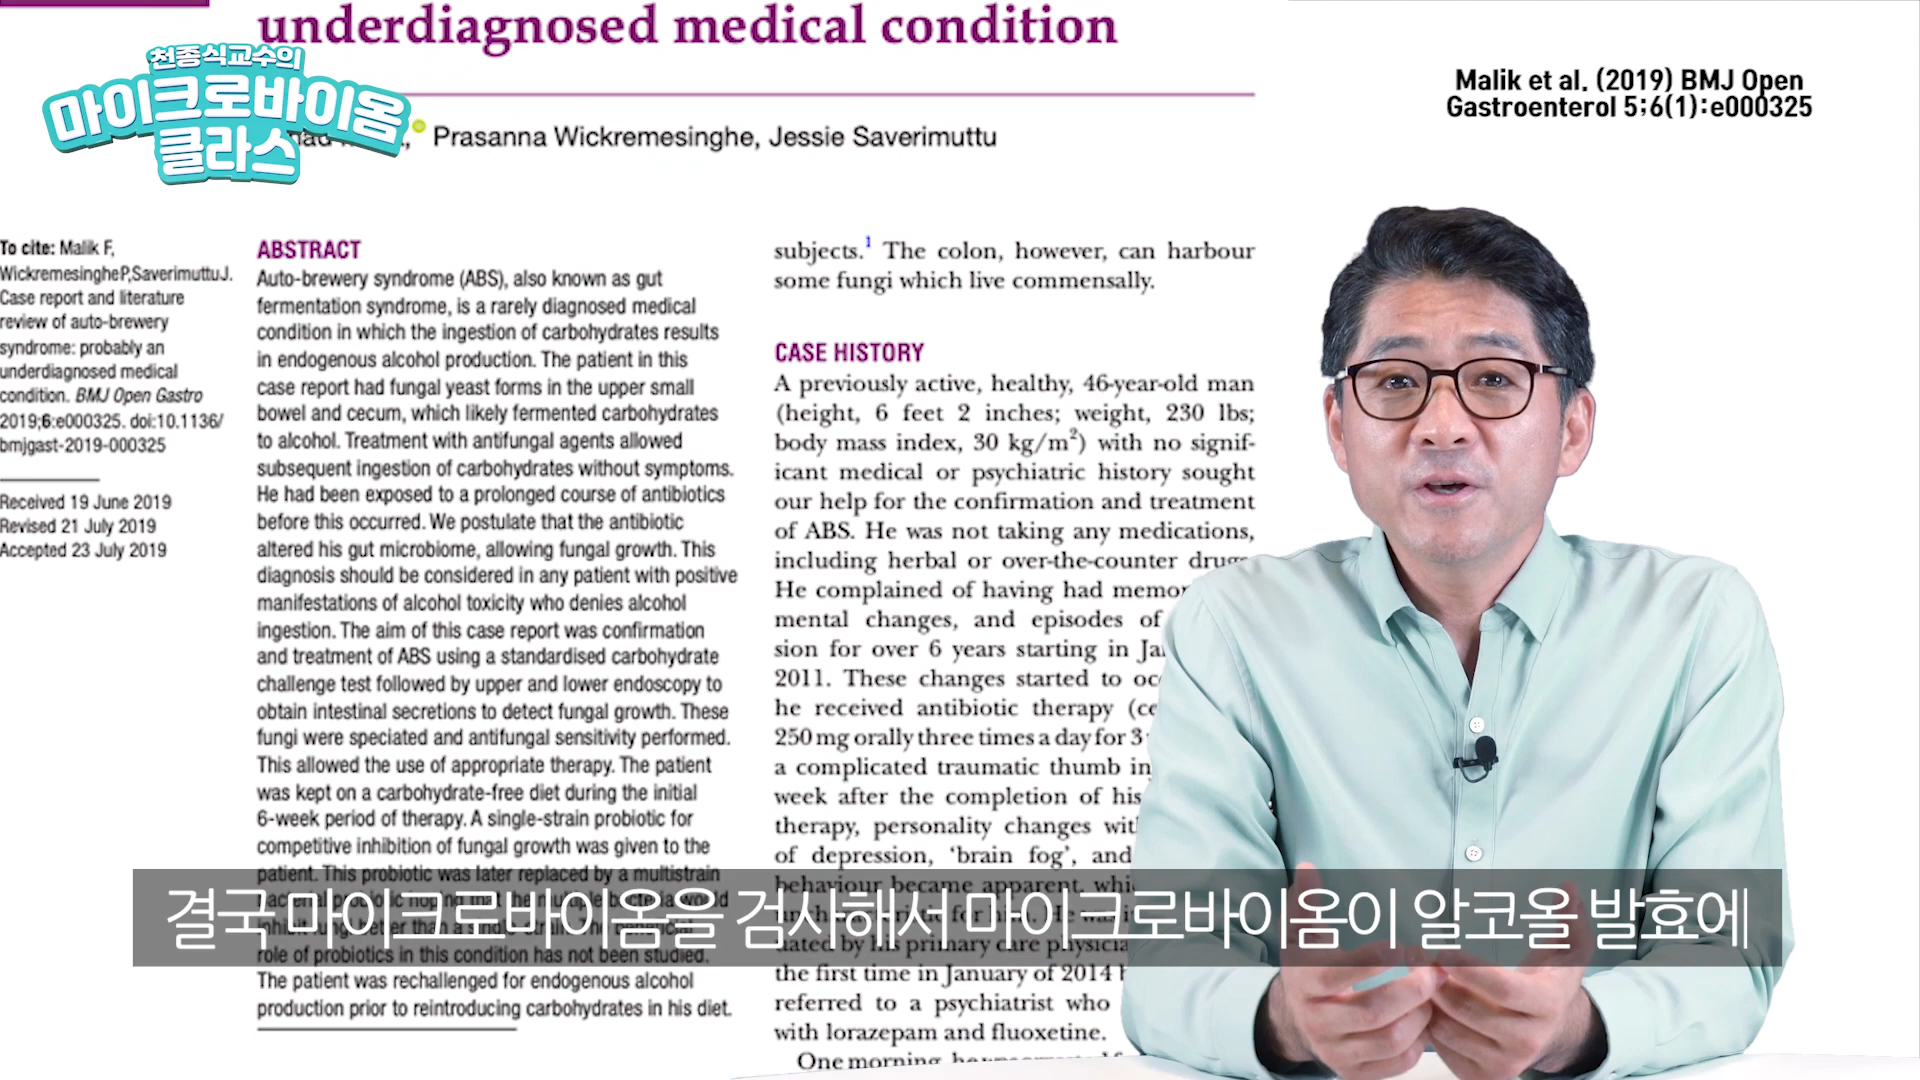 underdiagnosed medical condition
천종식교수의
마이크로바이옴
클라스
Prasanna Wickremesinghe, Jessie Saverimuttu
Malik et al. (2019) BMJ Open
Gastroenterol 5;6(1):e000325
To cite: Malik F,
Wickremesinghe P, Saverimuttu J.
Case report and literature
review of auto-brewery
syndrome: probably an
underdiagnosed medical
condition. BMJ Open Gastro
2019;6:e000325. doi:10.1136/
bmjgast-2019-000325
Received 19 June 2019
Revised 21 July 2019
Accepted 23 July 2019
ABSTRACT
Auto-brewery syndrome (ABS), also known as gut
fermentation syndrome, is a rarely diagnosed medical
condition in which the ingestion of carbohydrates results
in endogenous alcohol production. The patient in this
case report had fungal yeast forms in the upper small
bowel and cecum, which likely fermented carbohydrates
to alcohol. Treatment with antifungal agents allowed
subsequent ingestion of carbohydrates without symptoms.
He had been exposed to a prolonged course of antibiotics
before this occurred. We postulate that the antibiotic
altered his gut microbiome, allowing fungal growth. This
diagnosis should be considered in any patient with positive
manifestations of alcohol toxicity who denies alcohol
ingestion. The aim of this case report was confirmation
and treatment of ABS using a standardised carbohydrate
challenge test followed by upper and lower endoscopy to
obtain intestinal secretions to detect fungal growth. These
fungi were speciated and antifungal sensitivity performed.
This allowed the use of appropriate therapy. The patient
was kept on a carbohydrate-free diet during the initial
6-week period of therapy. A single-strain probiotic for
competitive inhibition of fungal growth was given to the
patient. This probiotic was later replaced by a multistrain
role of probiotics in this condition has not been studied.
The patient was rechallenged for endogenous alcohol
production prior to reintroducing carbohydrates in his diet.
subjects.1 The colon, however, can harbour
some fungi which live commensally.
CASE HISTORY
A previously active, healthy, 46-year-old man
(height, 6 feet 2 inches; weight, 230 lbs;
body mass index, 30 kg/m2) with no signif-
icant medical or psychiatric history sought
our help for the confirmation and treatment
of ABS. He was not taking any medications,
including herbal or over-the-counter
He complained of having had
mental changes, and episodes of
sion for over 6 years starting in
2011. These changes started to
he received antibiotic therapy
250 mg orally three times a day for 3
a complicated traumatic thumb
week after the completion of his
therapy, personality changes
of depression, ‘brain fog’, and
behaviour became apparent,
uated by his primary care
the first time in January of 2014
referred to a psychiatrist who
with lorazepam and fluoxetine.
One morning,
결국 마이크로바이옴을 검사해서 마이크로바이옴이 알코올 발효에